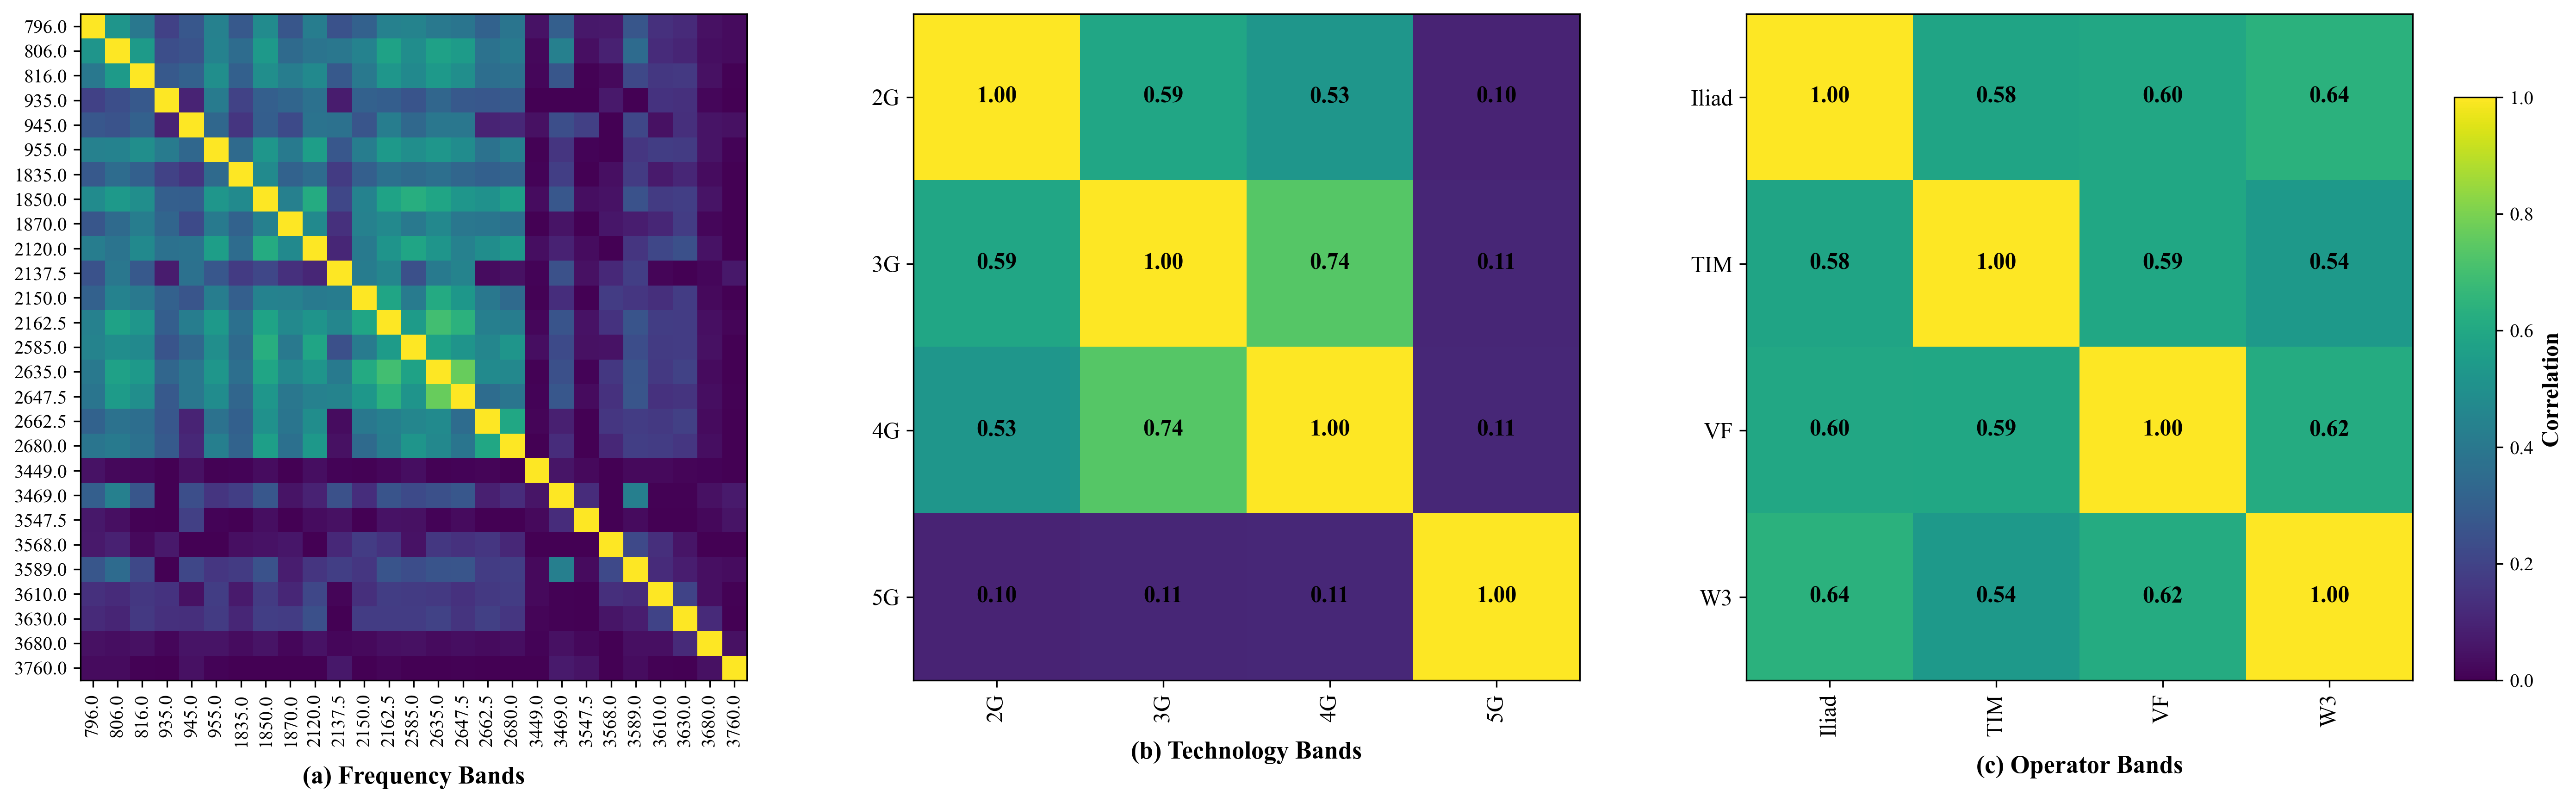 796.0
806.0
816.0
935.0
945.0
955.0
1835.0
1850.0
1870.0
2120.0
2137.5
2150.0
2162.5
2585.0
2635.0
2647.5
2662.5
2680.0
3449.0
3469.0
3547.5
3568.0
3589.0
3610.0
3630.0
3680.0
3760.0
796.0 806.0 816.0 935.0 945.0 955.0 1835.0 1850.0 1870.0 2120.0 2137.5 2150.0 2162.5 2585.0 2635.0 2647.5 2662.5 2680.0 3449.0 3469.0 3547.5 3568.0 3589.0 3610.0 3630.0 3680.0 3760.0
(a) Frequency Bands
2G 1.00 0.59 0.53 0.10
3G 0.59 1.00 0.74 0.11
4G 0.53 0.74 1.00 0.11
5G 0.10 0.11 0.11 1.00
2G 3G 4G 5G
(b) Technology Bands
Iliad 1.00 0.58 0.60 0.64
TIM 0.58 1.00 0.59 0.54
VF 0.60 0.59 1.00 0.62
W3 0.64 0.54 0.62 1.00
Iliad TIM VF W3
(c) Operator Bands
1.0
0.8
0.6
0.4
0.2
0.0
Correlation